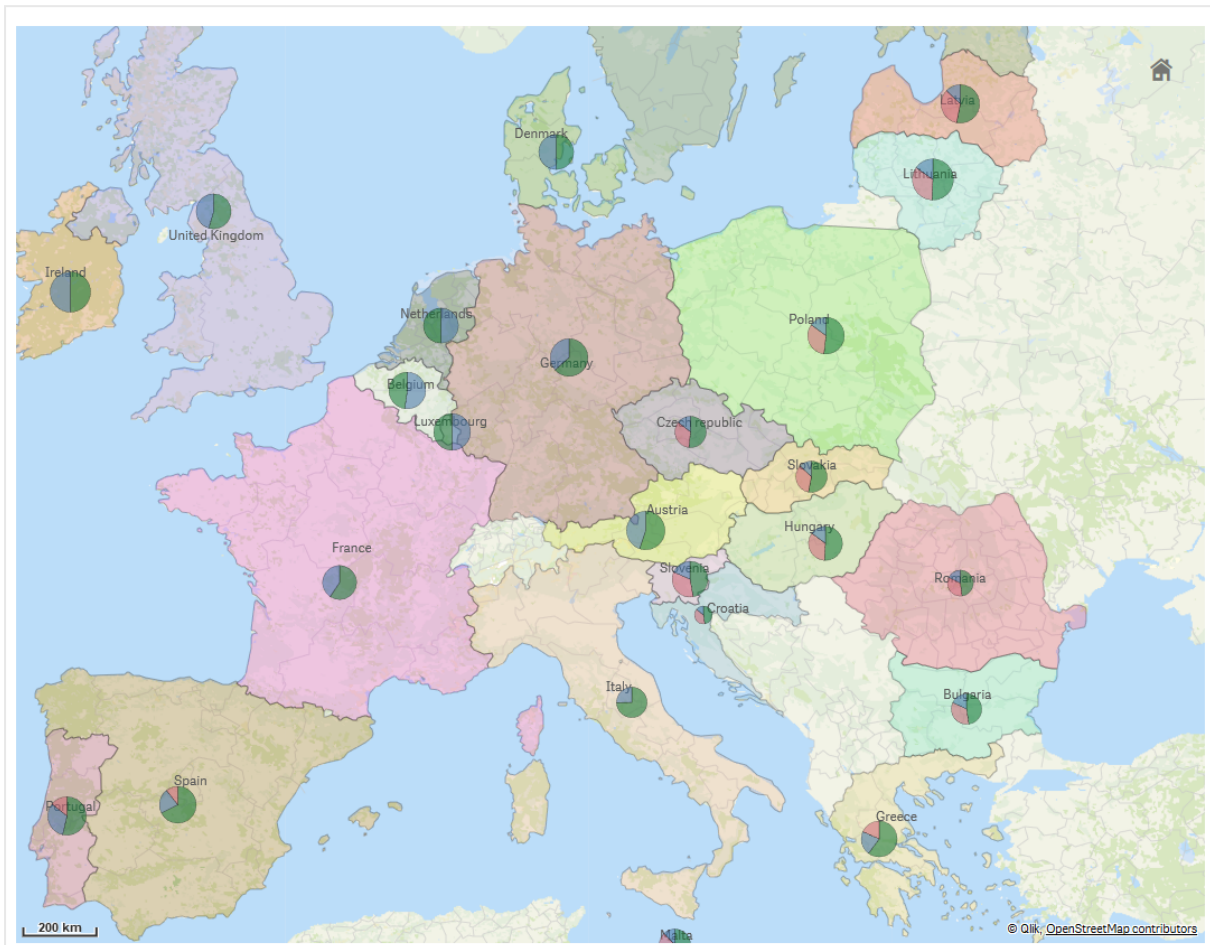 Latvia
Denmark
Lithuania
United Kingdom
Ireland
Netherlands
Poland
Germany
Belgium
Luxembourg
Czech republic
Slovakia
Austria
Hungary
France
Slovenia
Romania
Croatia
Italy
Bulgaria
Spain
Portugal
Greece
200 km
© Qlik, OpenStreetMap contributors
Malta